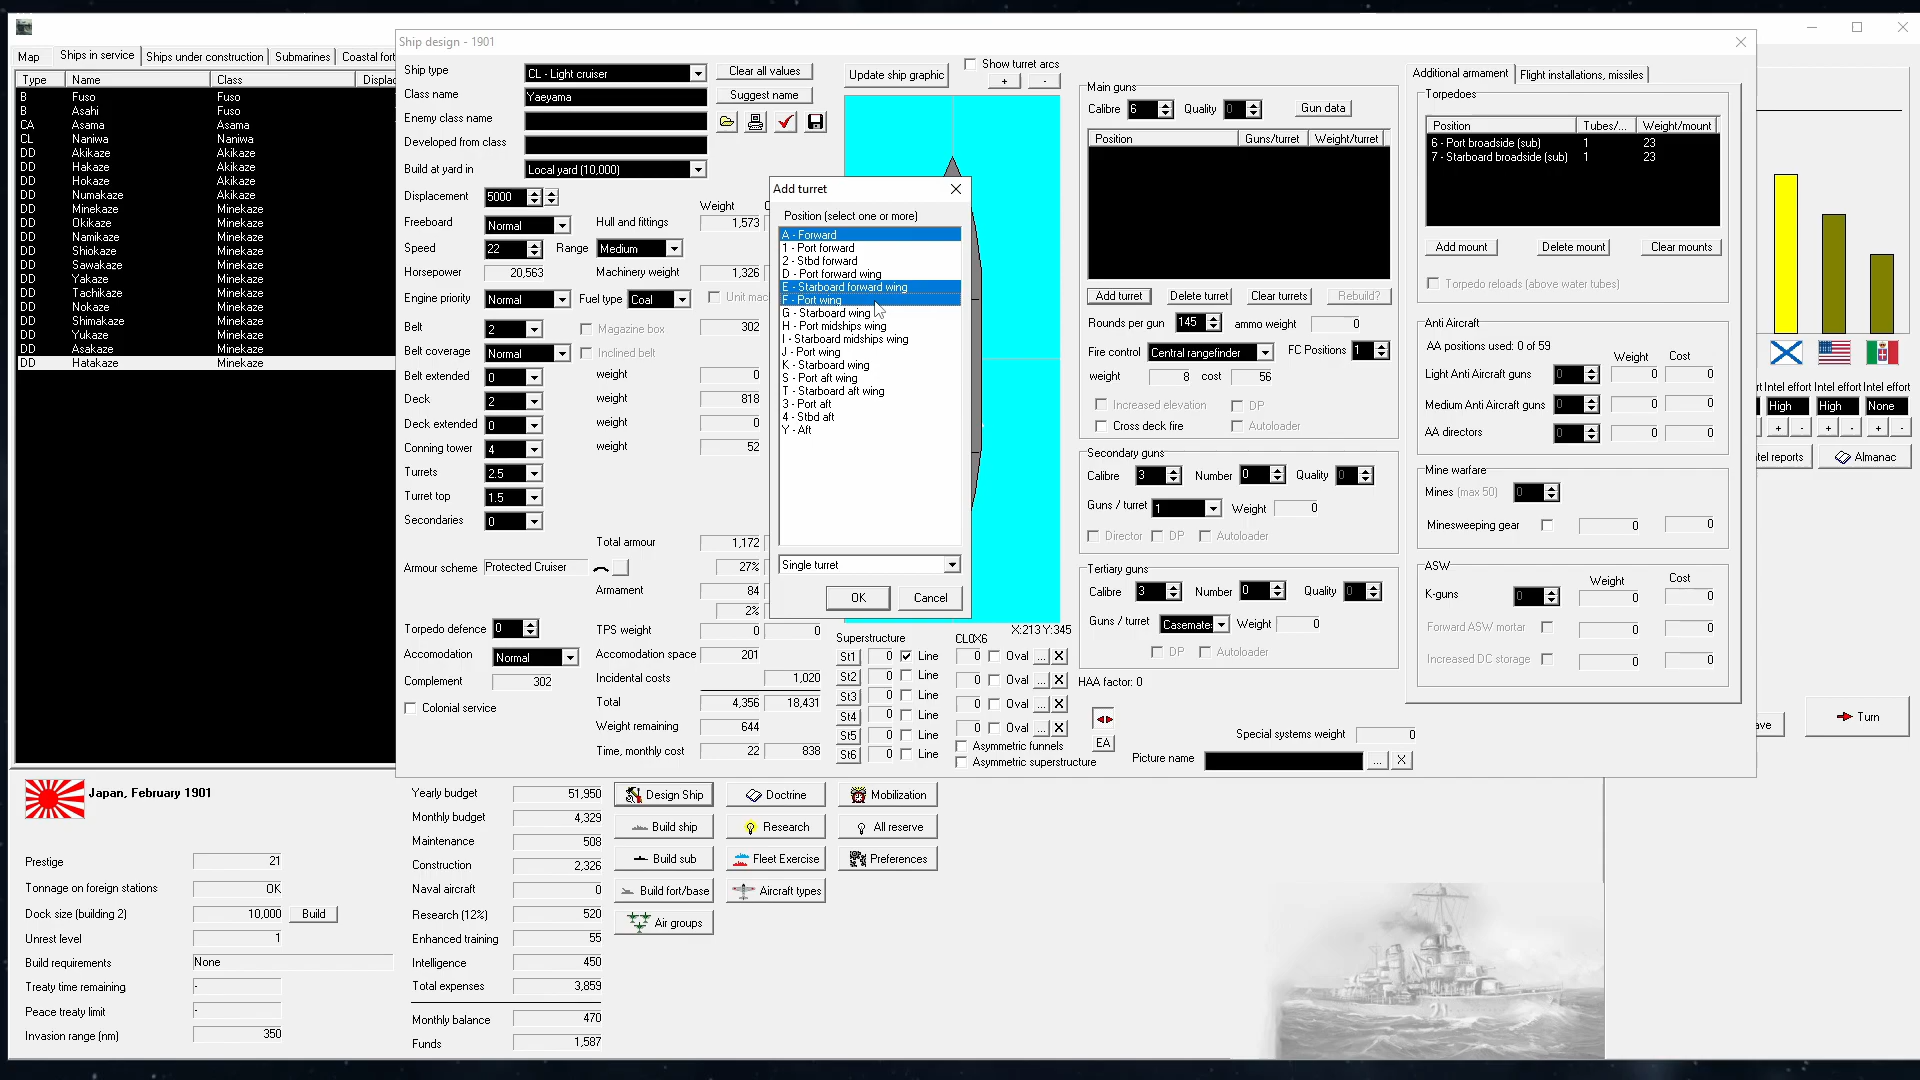 Ship design - 1901
Map
Ships in service
Ships under construction
Submarines
Coastal fort
Type Name Class Displac
B Fuso Fuso
B Asahi Fuso
CA Asama Asama
CL Naniwa Naniwa
DD Akikaze Akikaze
DD Hakaze Akikaze
DD Hokaze Akikaze
DD Numakaze Akikaze
DD Minekaze Minekaze
DD Okikaze Minekaze
DD Namikaze Minekaze
DD Shiokaze Minekaze
DD Sawakaze Minekaze
DD Yakaze Minekaze
DD Tachikaze Minekaze
DD Nokaze Minekaze
DD Shimakaze Minekaze
DD Yukaze Minekaze
DD Asakaze Minekaze
DD Hatakaze Minekaze
Ship type CL - Light cruiser Clear all values
Class name Yaeyama Suggest name
Enemy class name
Developed from class
Build at yard in Local yard (10,000)
Displacement 5000 Weight
Freeboard Normal Hull and fittings 1,573
Speed 22 Range Medium
Horsepower 20,563 Machinery weight 1,326
Engine priority Normal Fuel type Coal Unit mac
Belt 2 Magazine box 302
Belt coverage Normal Inclined belt
Belt extended 0 weight 0
Deck 2 weight 818
Deck extended 0 weight 0
Conning tower 4 weight 52
Turrets 2.5
Turret top 1.5
Secondaries 0
Total armour 1,172
Armour scheme Protected Cruiser 27%
Armament 84
2%
Torpedo defence 0 TPS weight 0 0
Accomodation Normal Accomodation space 201
Complement 302 Incidental costs 1,020
Colonial service Total 4,356 18,431
Weight remaining 644
Time, monthly cost 22 838
Update ship graphic
Show turret arcs
+ -
Add turret
Position (select one or more)
A - Forward
1 - Port forward
2 - Stbd forward
D - Port forward wing
E - Starboard forward wing
F - Port wing
G - Starboard wing
H - Port midships wing
I - Starboard midships wing
J - Port wing
K - Starboard wing
S - Port aft wing
T - Starboard aft wing
3 - Port aft
4 - Stbd aft
Y - Aft
Single turret
OK Cancel
X:213 Y:345
Superstructure CL0X6
St1 0 Line 0 Oval ... X
St2 0 Line 0 Oval ... X
St3 0 Line 0 Oval ... X
St4 0 Line 0 Oval ... X
St5 0 Line Asymmetric funnels
St6 0 Line Asymmetric superstructure
Main guns
Calibre 6 Quality 0 Gun data
Position Guns/turret Weight/turret
Add turret Delete turret Clear turrets Rebuild?
Rounds per gun 145 ammo weight 0
Fire control Central rangefinder FC Positions 1
weight 8 cost 56
Increased elevation DP
Cross deck fire Autoloader
Secondary guns
Calibre 3 Number 0 Quality 0
Guns / turret 1 Weight 0
Director DP Autoloader
Tertiary guns
Calibre 3 Number 0 Quality 0
Guns / turret Casemate: Weight 0
DP Autoloader
HAA factor: 0
EA
Special systems weight 0
Picture name ... X
Additional armament
Flight installations, missiles
Torpedoes
Position Tubes/... Weight/mount
6 - Port broadside (sub) 1 23
7 - Starboard broadside (sub) 1 23
Add mount Delete mount Clear mounts
Torpedo reloads (above water tubes)
Anti Aircraft
AA positions used: 0 of 59
Weight Cost
Light Anti Aircraft guns 0 0 0
Medium Anti Aircraft guns 0 0 0
AA directors 0 0 0
Mine warfare
Mines (max 50) 0
Minesweeping gear 0 0
ASW
Weight Cost
K-guns 0 0 0
Forward ASW mortar 0 0
Increased DC storage 0 0
rt Intel effort Intel effort Intel effort
High High None
+ - + - + -
tel reports Almanac
ave Turn
Japan, February 1901
Prestige 21
Tonnage on foreign stations OK
Dock size (building 2) 10,000 Build
Unrest level 1
Build requirements None
Treaty time remaining -
Peace treaty limit -
Invasion range (nm) 350
Yearly budget 51,950
Monthly budget 4,329
Maintenance 508
Construction 2,326
Naval aircraft 0
Research (12%) 520
Enhanced training 55
Intelligence 450
Total expenses 3,859
Monthly balance 470
Funds 1,587
Design Ship Doctrine Mobilization
Build ship Research All reserve
Build sub Fleet Exercise Preferences
Build fort/base Aircraft types
Air groups